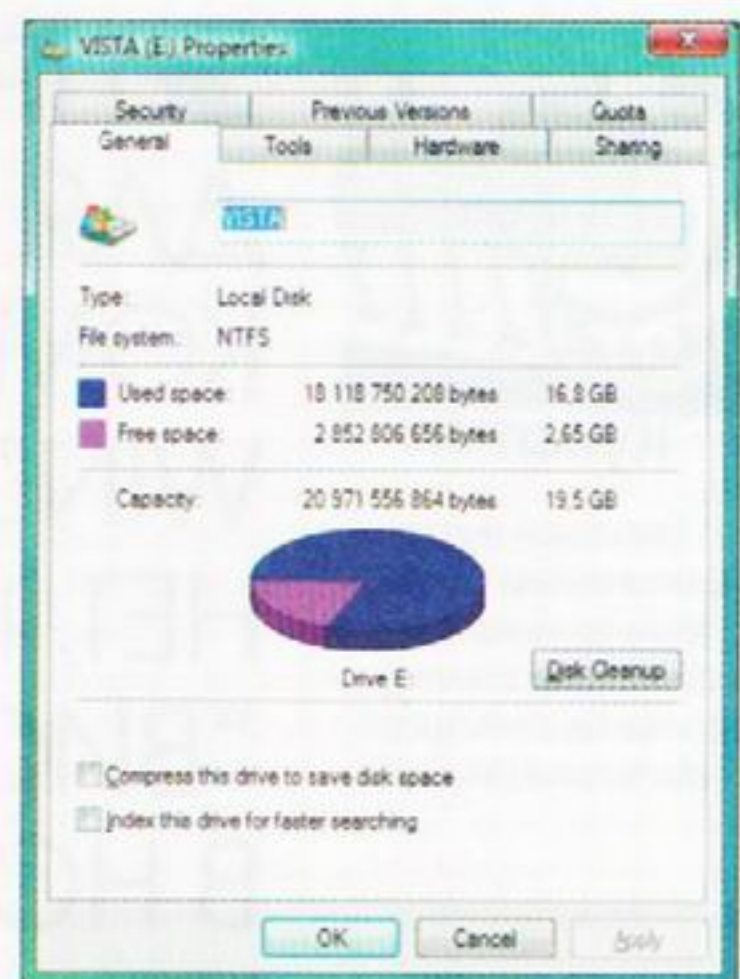 VISTA (E:) Properties
Security Previous Versions Quota
General Tools Hardware Sharing
VISTA
Type: Local Disk
File system: NTFS
Used space: 18 118 750 208 bytes 16,8 GB
Free space: 2 852 806 656 bytes 2,65 GB
Capacity: 20 971 556 864 bytes 19,5 GB
Drive E:
Disk Cleanup
Compress this drive to save disk space
Index this drive for faster searching
OK Cancel Apply